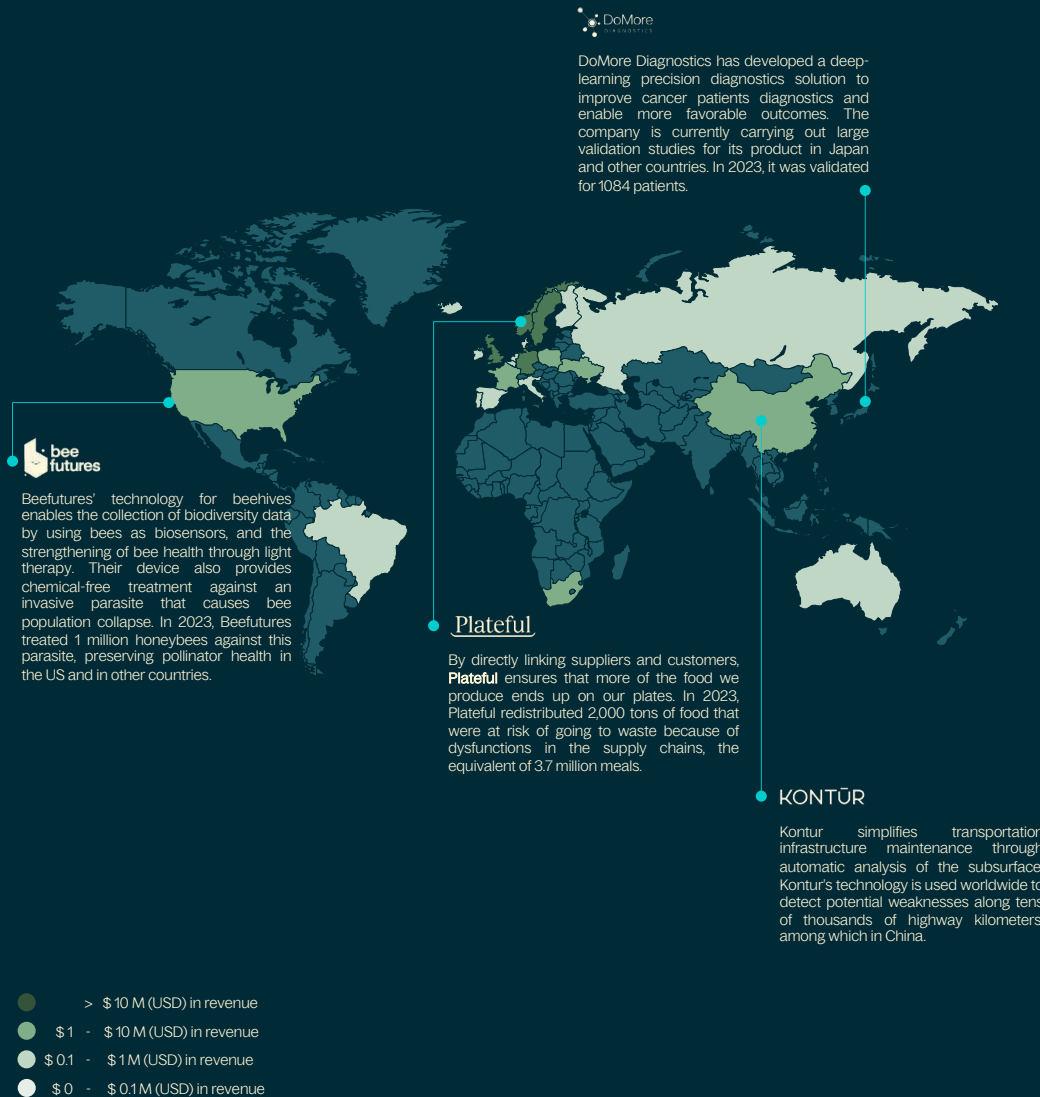 DoMore
DIAGNOSTICS
DoMore Diagnostics has developed a deep-
learning precision diagnostics solution to
improve cancer patients diagnostics and
enable more favorable outcomes. The
company is currently carrying out large
validation studies for its product in Japan
and other countries. In 2023, it was validated
for 1084 patients.
bee
futures
Beefutures' technology for beehives
enables the collection of biodiversity data
by using bees as biosensors, and the
strengthening of bee health through light
therapy. Their device also provides
chemical-free treatment against an
invasive parasite that causes bee
population collapse. In 2023, Beefutures
treated 1 million honeybees against this
parasite, preserving pollinator health in
the US and in other countries.
Plateful
By directly linking suppliers and customers,
Plateful ensures that more of the food we
produce ends up on our plates. In 2023,
Plateful redistributed 2,000 tons of food that
were at risk of going to waste because of
dysfunctions in the supply chains, the
equivalent of 3.7 million meals.
KONTŪR
Kontur simplifies transportation
infrastructure maintenance through
automatic analysis of the subsurface
Kontur's technology is used worldwide to
detect potential weaknesses along tens
of thousands of highway kilometers
among which in China.
> $ 10 M (USD) in revenue
$ 1 - $ 10 M (USD) in revenue
$ 0.1 - $ 1 M (USD) in revenue
$ 0 - $ 0.1 M (USD) in revenue